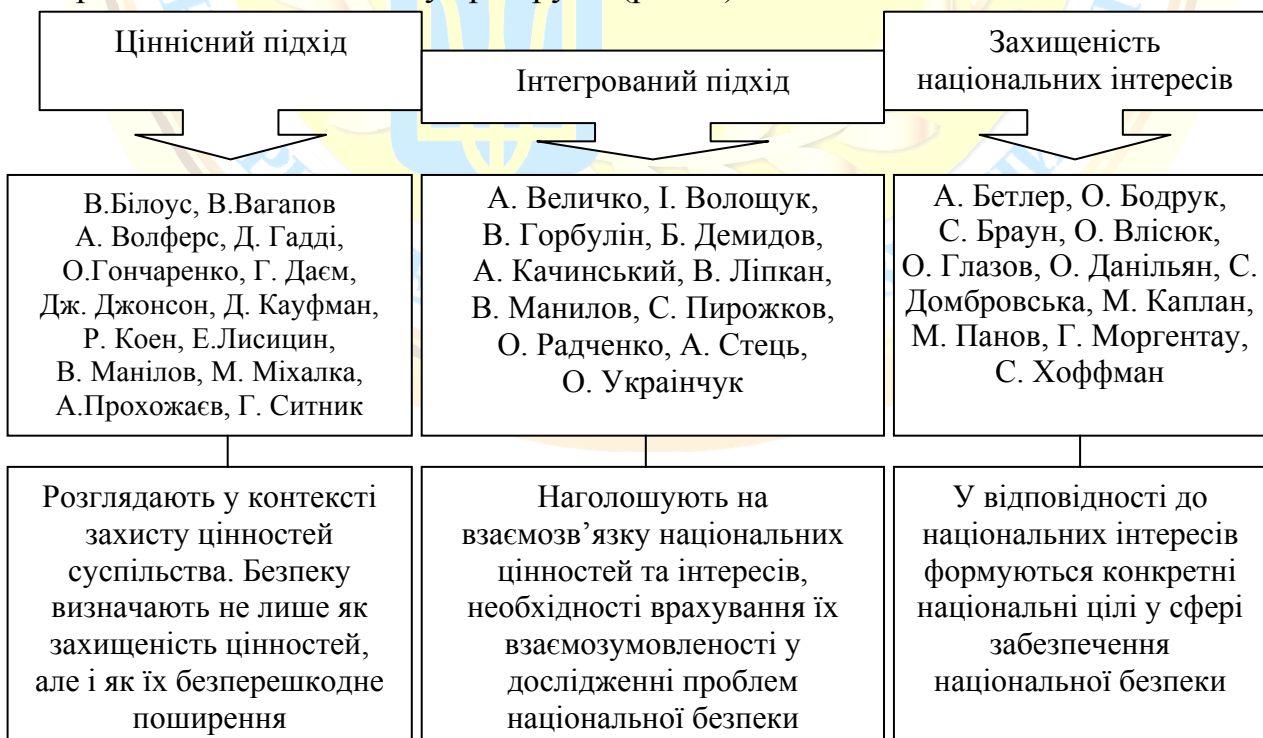 Ціннісний підхід
Інтегрований підхід
Захищеність
національних інтересів
В.Білоус, В.Вагапов
А. Волферс, Д. Гадді,
О.Гончаренко, Г. Даєм,
Дж. Джонсон, Д. Кауфман,
Р. Коен, Е.Лисицин,
В. Манілов, М. Міхалка,
А.Прохожаєв, Г. Ситник
А. Величко, І. Волощук,
В. Горбулін, Б. Демидов,
А. Качинський, В. Ліпкан,
В. Манилов, С. Пирожков,
О. Радченко, А. Стець,
О. Украінчук
А. Бетлер, О. Бодрук,
С. Браун, О. Влісюк,
О. Глазов, О. Данільян, С.
Домбровська, М. Каплан,
М. Панов, Г. Моргентау,
С. Хоффман
Розглядають у контексті
захисту цінностей
суспільства. Безпеку
визначають не лише як
захищеність цінностей,
але і як їх безперешкодне
поширення
Наголошують на
взаємозв’язку національних
цінностей та інтересів,
необхідності врахування їх
взаємозумовленості у
дослідженні проблем
національної безпеки
У відповідності до
національних інтересів
формуються конкретні
національні цілі у сфері
забезпечення
національної безпеки